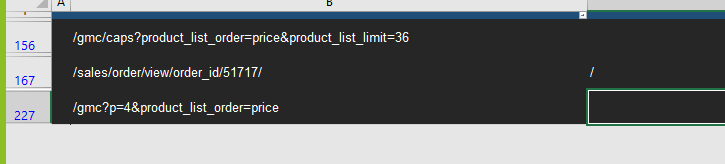 A B
156 /gmc/caps?product_list_order=price&product_list_limit=36
167 /sales/order/view/order_id/51717/ /
227 /gmc?p=4&product_list_order=price